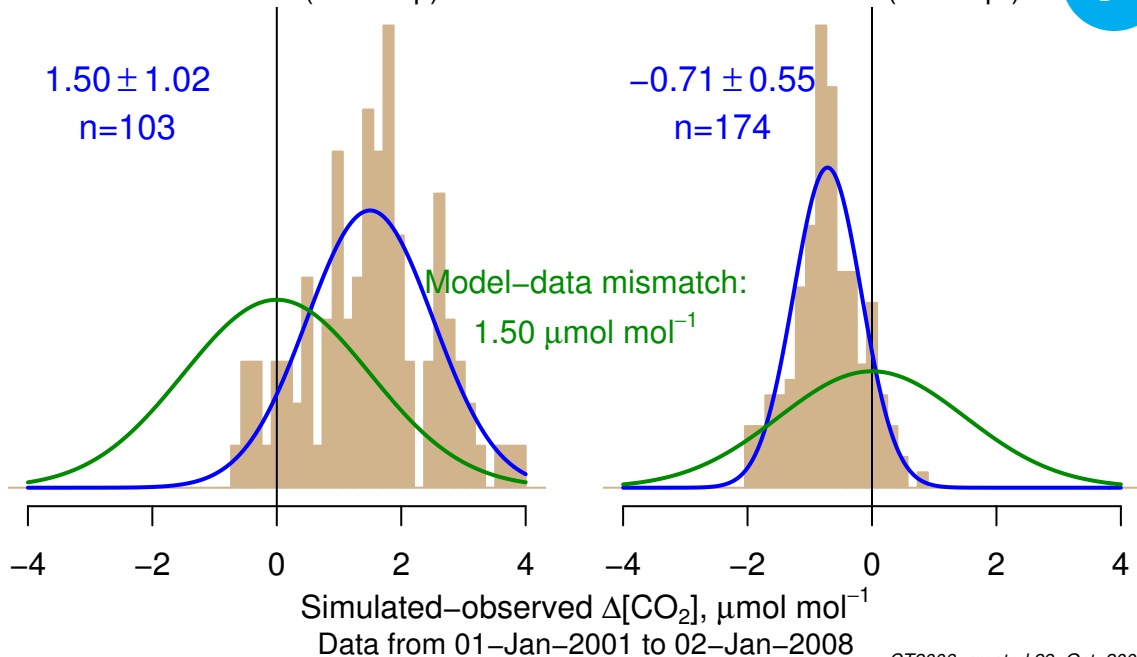 1.50 ± 1.02
n=103
−0.71 ± 0.55
n=174
Model−data mismatch:
1.50 μmol mol⁻¹
−4 −2 0 2 4
−4 −2 0 2 4
Simulated−observed Δ[CO₂], μmol mol⁻¹
Data from 01−Jan−2001 to 02−Jan−2008